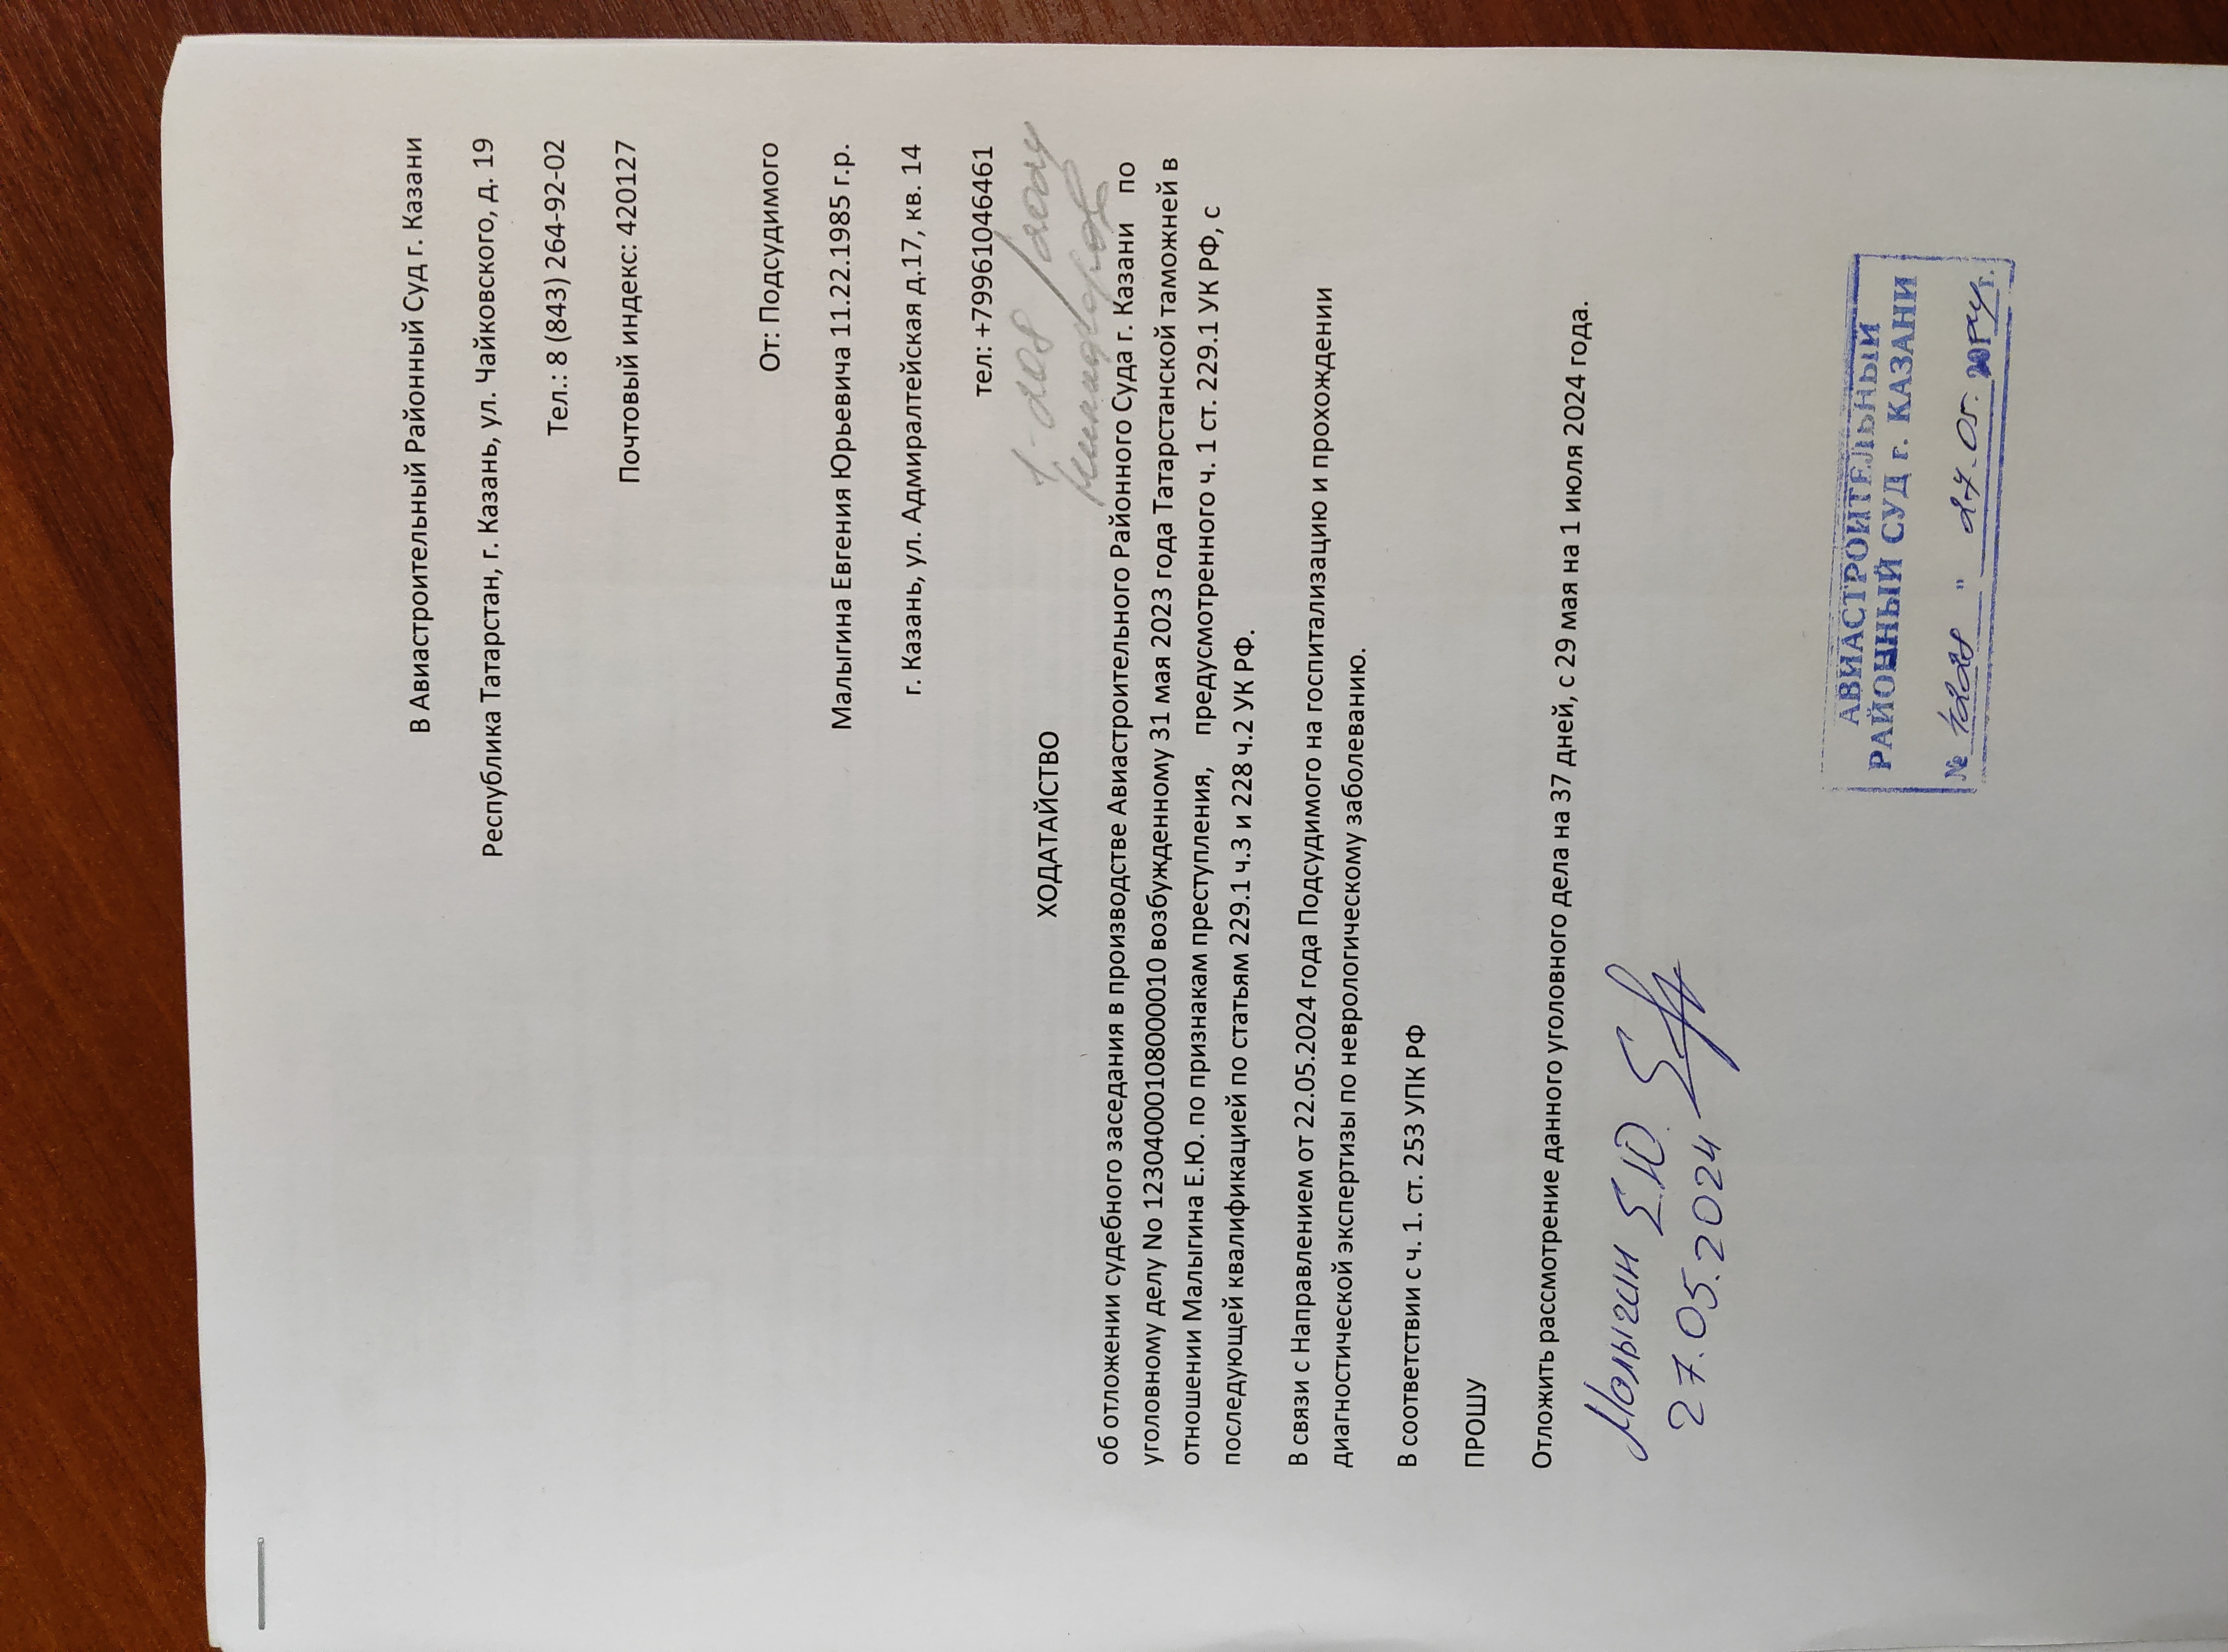 В Авиастроительный Районный Суд г. Казани
Республика Татарстан, г. Казань, ул. Чайковского, д. 19
Тел.: 8 (843) 264-92-02
Почтовый индекс: 420127
От: Подсудимого
Малыгина Евгения Юрьевича 11.22.1985 г.р.
г. Казань, ул. Адмиралтейская д.17, кв. 14
тел: +79961046461
1-208/2024
ХОДАТАЙСТВО
об отложении судебного заседания в производстве Авиастроительного Районного Суда г. Казани по
уголовному делу No 12304000108000010 возбужденному 31 мая 2023 года Татарстанской таможней в
отношении Малыгина Е.Ю. по признакам преступления, предусмотренного ч. 1 ст. 229.1 УК РФ, с
последующей квалификацией по статьям 229.1 ч.3 и 228 ч.2 УК РФ.
В связи с Направлением от 22.05.2024 года Подсудимого на госпитализацию и прохождении
диагностической экспертизы по неврологическому заболеванию.
В соответствии с ч. 1. ст. 253 УПК РФ
ПРОШУ
Отложить рассмотрение данного уголовного дела на 37 дней, с 29 мая на 1 июля 2024 года.
Малыгин Е.Ю.
27.05.2024
АВИАСТРОИТЕЛЬНЫЙ
РАЙОННЫЙ СУД г. КАЗАНИ
№ " 27.05. г.